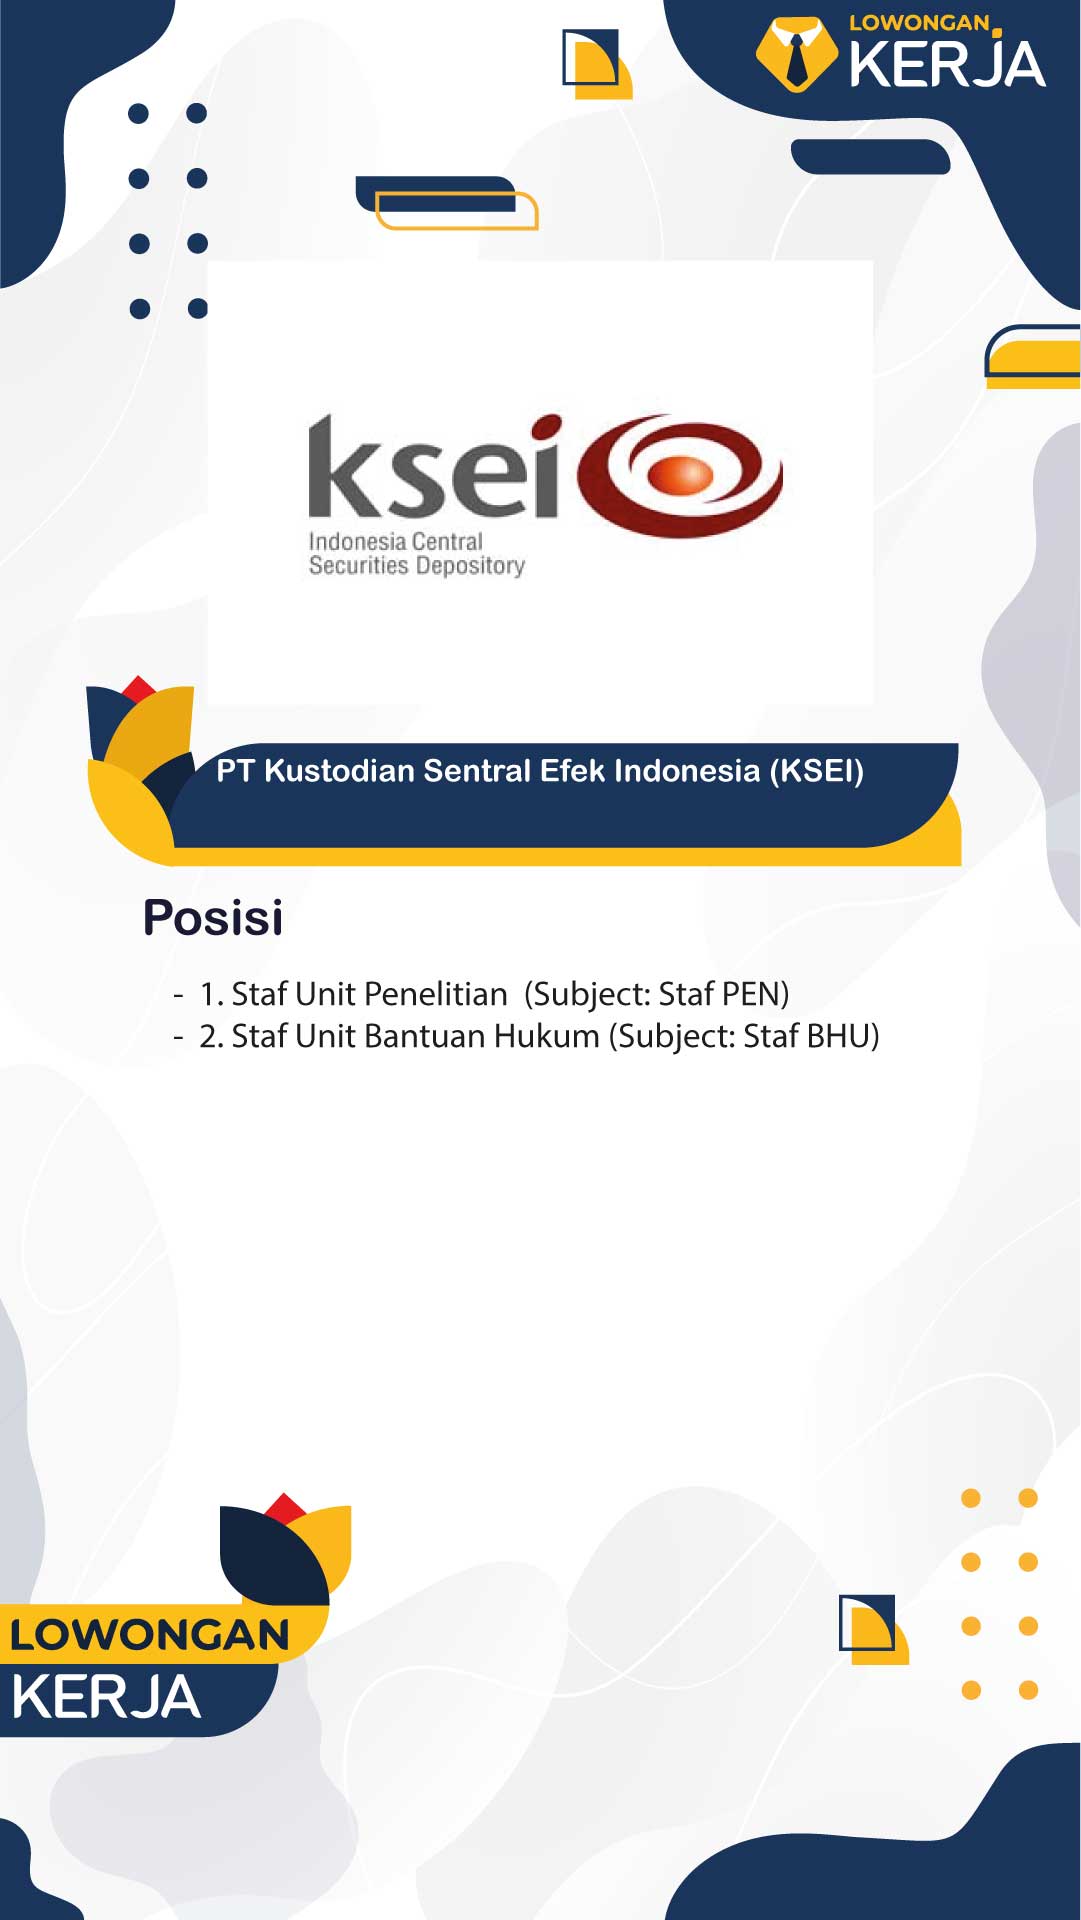 LOWONGAN
KERJA
ksei
Indonesia Central
Securities Depository
PT Kustodian Sentral Efek Indonesia (KSEI)
Posisi
- 1. Staf Unit Penelitian  (Subject: Staf PEN)
- 2. Staf Unit Bantuan Hukum (Subject: Staf BHU)
LOWONGAN
KERJA